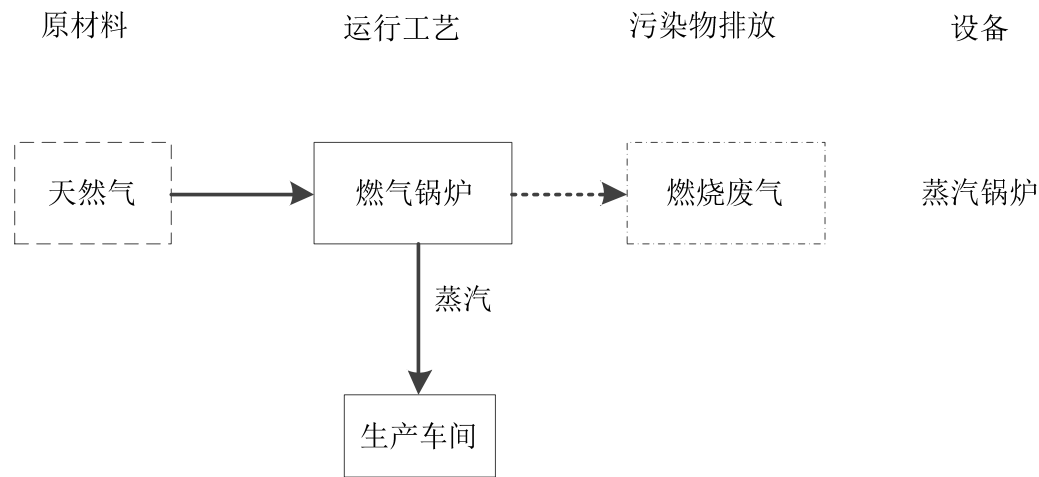 原材料
运行工艺
污染物排放
设备
天然气
燃气锅炉
燃烧废气
蒸汽锅炉
蒸汽
生产车间